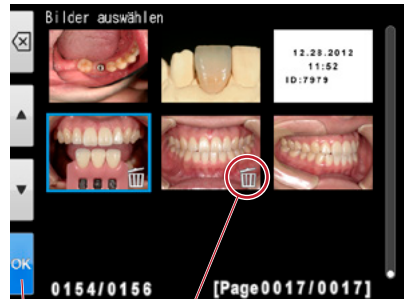 Bilder auswählen
12.28.2012
11:52
ID:7979
OK
0154/0156
[Page0017/0017]